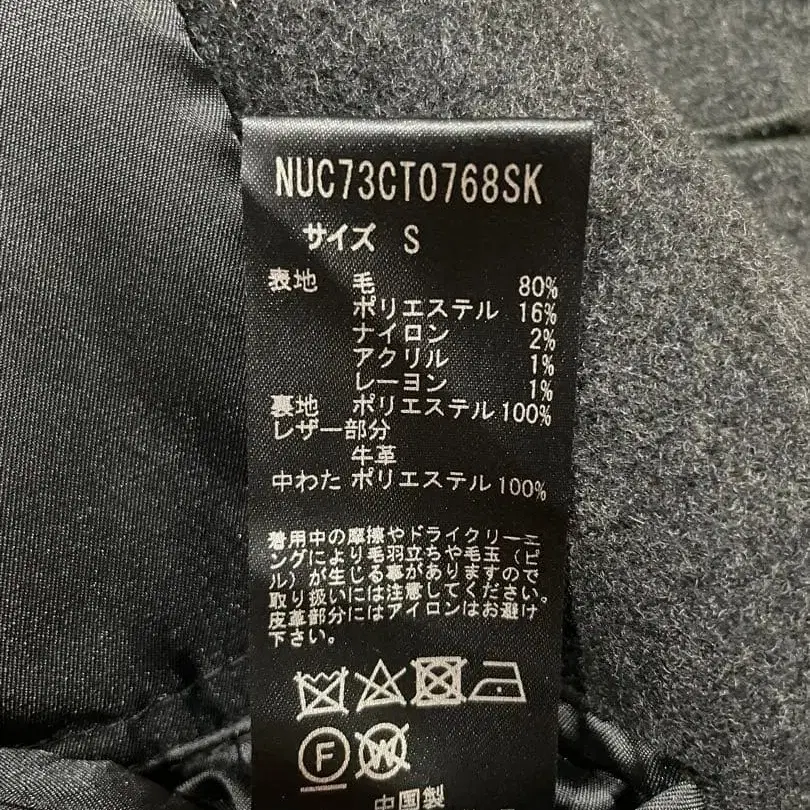 NUC73CT0768SK
サイズ S
表地 毛 80%
ポリエステル 16%
ナイロン 2%
アクリル 1%
レーヨン 1%
裏地 ポリエステル 100%
レザー部分
牛革
中わた ポリエステル 100%
着用中の摩擦やドライクリーニ
ングにより毛羽立ちや毛玉(ピ
ル)が生じる事がありますので
取り扱いには注意してください。
皮革部分にはアイロンはお避け
下さい。
F W
中国製